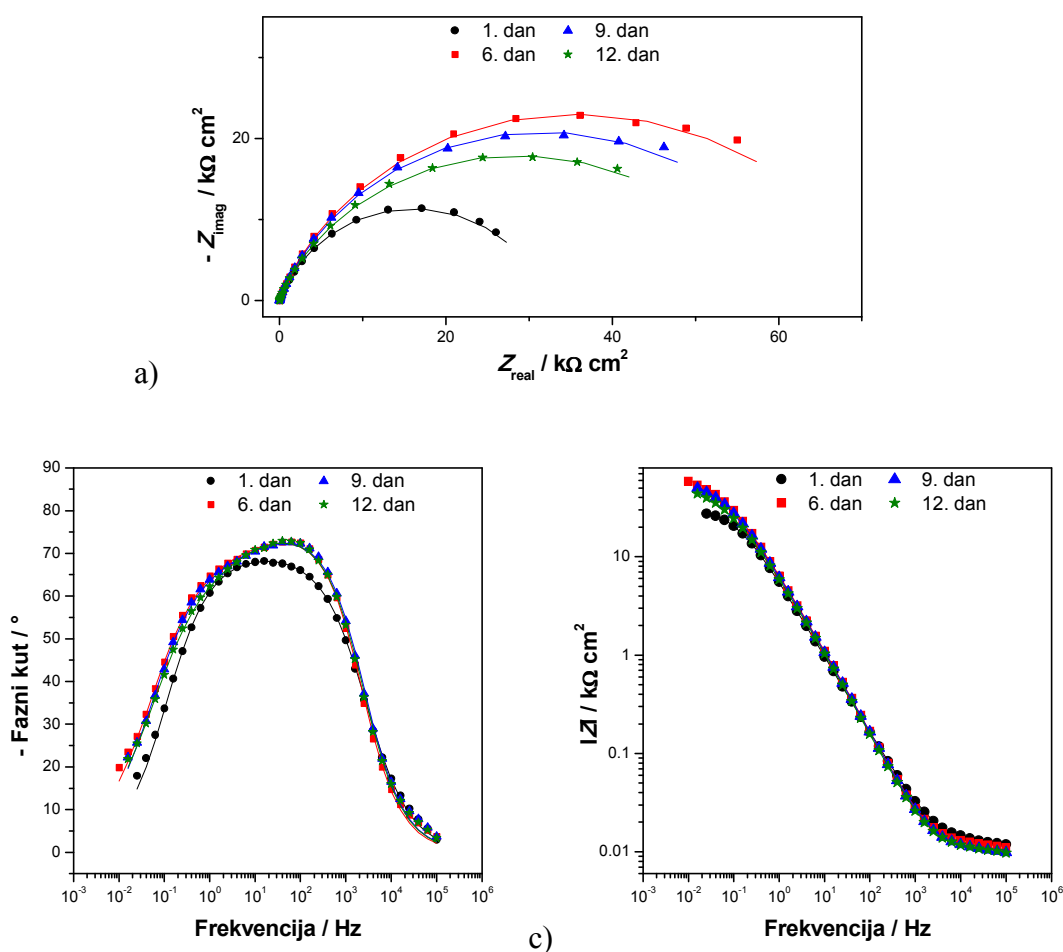 1. dan 9. dan
6. dan 12. dan
- Z_imag / kΩ cm²
20
0
0 20 40 60
Z_real / kΩ cm²
a)
1. dan 9. dan
6. dan 12. dan
- Fazni kut / °
90
80
70
60
50
40
30
20
10
0
10⁻³ 10⁻² 10⁻¹ 10⁰ 10¹ 10² 10³ 10⁴ 10⁵ 10⁶
Frekvencija / Hz
1. dan 9. dan
6. dan 12. dan
|Z| / kΩ cm²
10
1
0.1
0.01
10⁻³ 10⁻² 10⁻¹ 10⁰ 10¹ 10² 10³ 10⁴ 10⁵ 10⁶
Frekvencija / Hz
c)